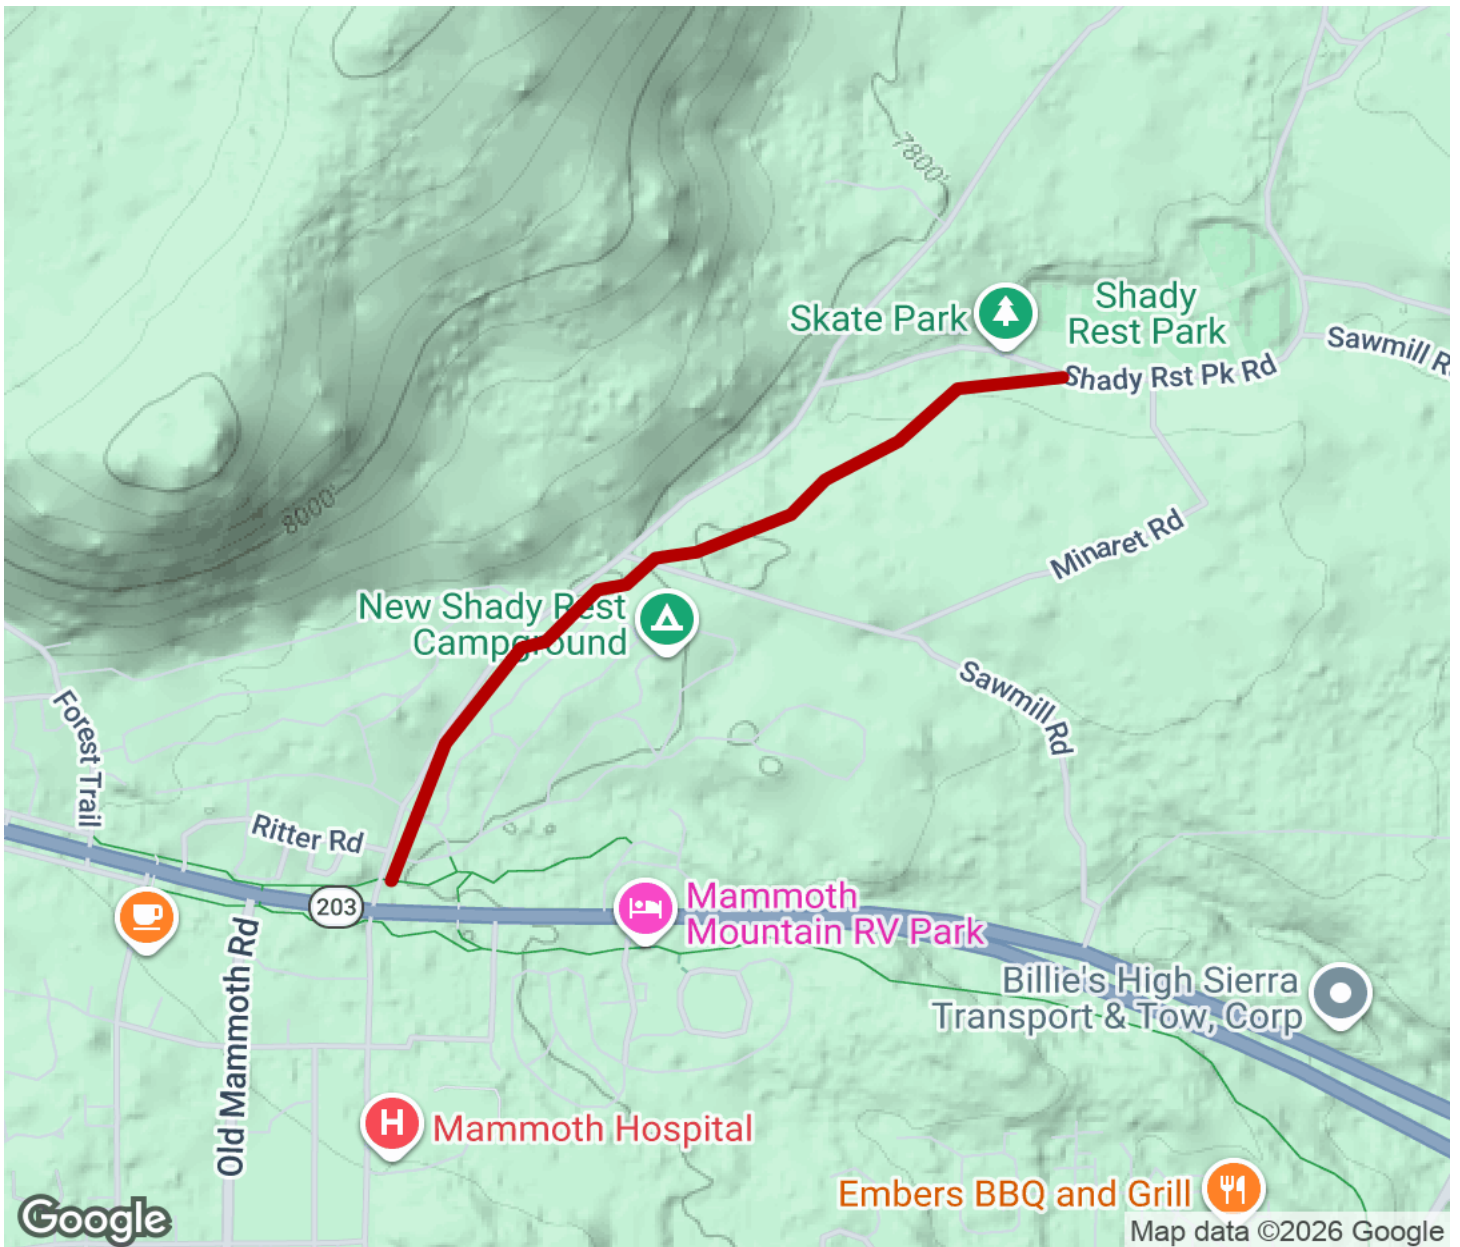 7800'
Skate Park
Shady
Rest Park
Sawmill R
Shady Rst Pk Rd
8000'
Minaret Rd
New Shady Rest
Campground
Sawmill Rd
Forest Trail
Ritter Rd
203
Mammoth
Mountain RV Park
Old Mammoth Rd
Billie's High Sierra
Transport & Tow, Corp
H
Mammoth Hospital
Embers BBQ and Grill
Google
Map data ©2026 Google